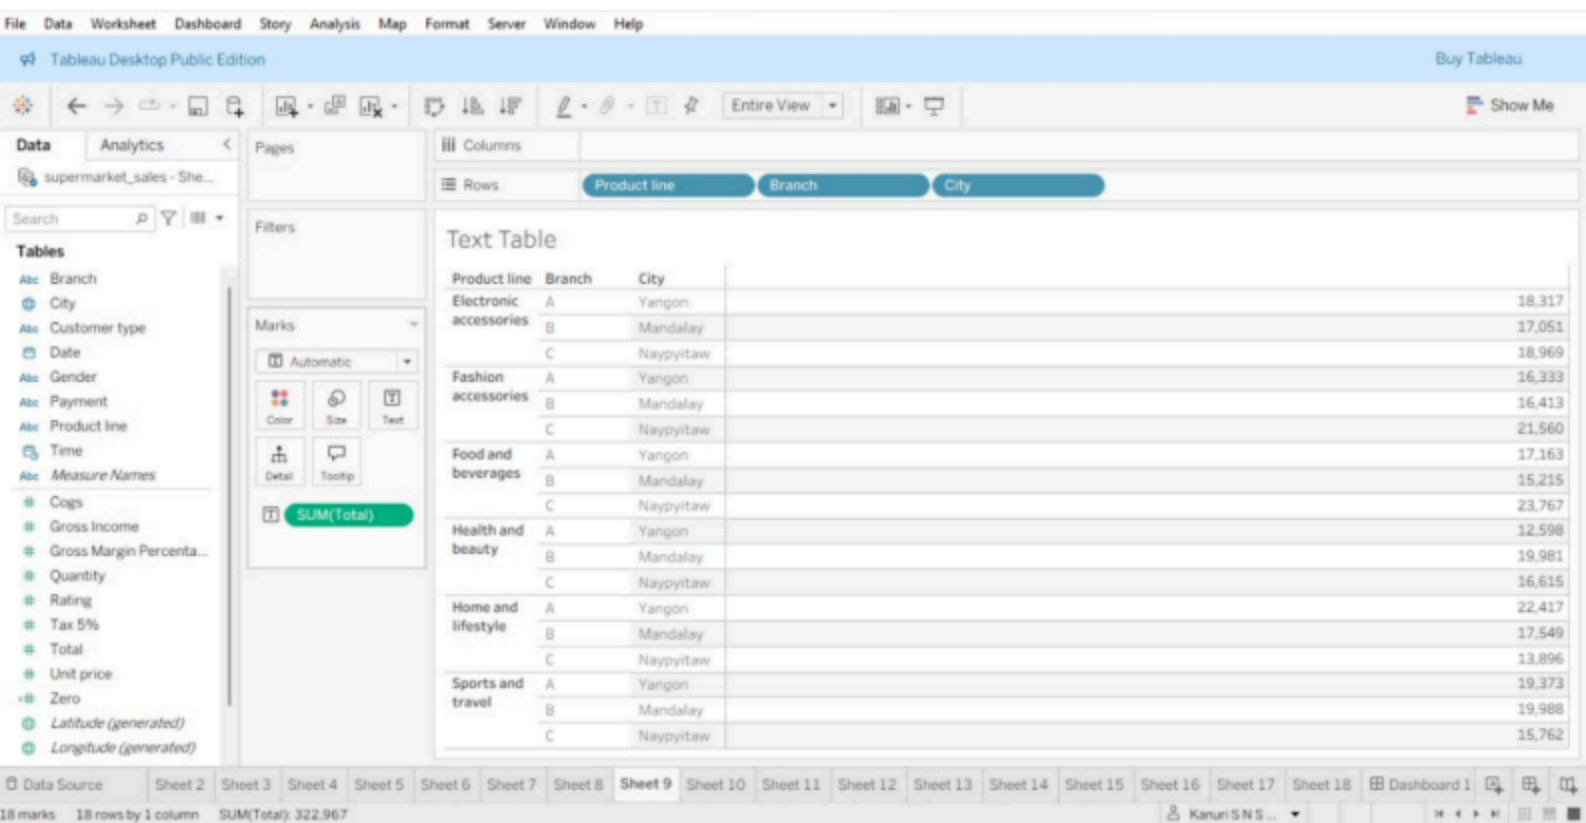 File Data Worksheet Dashboard Story Analysis Map Format Server Window Help
Tableau Desktop Public Edition Buy Tableau
Entire View Show Me
Data Analytics
supermarket_sales - She...
Search
Tables
Abc Branch
City
Abc Customer type
Date
Abc Gender
Abc Payment
Abc Product line
Time
Abc Measure Names
# Cogs
# Gross Income
# Gross Margin Percenta...
# Quantity
# Rating
# Tax 5%
# Total
# Unit price
=# Zero
Latitude (generated)
Longitude (generated)
Pages
Filters
Marks
T Automatic
Color Size Text
Detail Tooltip
T SUM(Total)
Columns
Rows Product line Branch City
Text Table
Product line Branch City
Electronic accessories A Yangon 18,317
B Mandalay 17,051
C Naypyitaw 18,969
Fashion accessories A Yangon 16,333
B Mandalay 16,413
C Naypyitaw 21,560
Food and beverages A Yangon 17,163
B Mandalay 15,215
C Naypyitaw 23,767
Health and beauty A Yangon 12,598
B Mandalay 19,981
C Naypyitaw 16,615
Home and lifestyle A Yangon 22,417
B Mandalay 17,549
C Naypyitaw 13,896
Sports and travel A Yangon 19,373
B Mandalay 19,988
C Naypyitaw 15,762
Data Source Sheet 2 Sheet 3 Sheet 4 Sheet 5 Sheet 6 Sheet 7 Sheet 8 Sheet 9 Sheet 10 Sheet 11 Sheet 12 Sheet 13 Sheet 14 Sheet 15 Sheet 16 Sheet 17 Sheet 18 Dashboard 1
18 marks 18 rows by 1 column SUM(Total): 322,967 Kanuri S N S ...